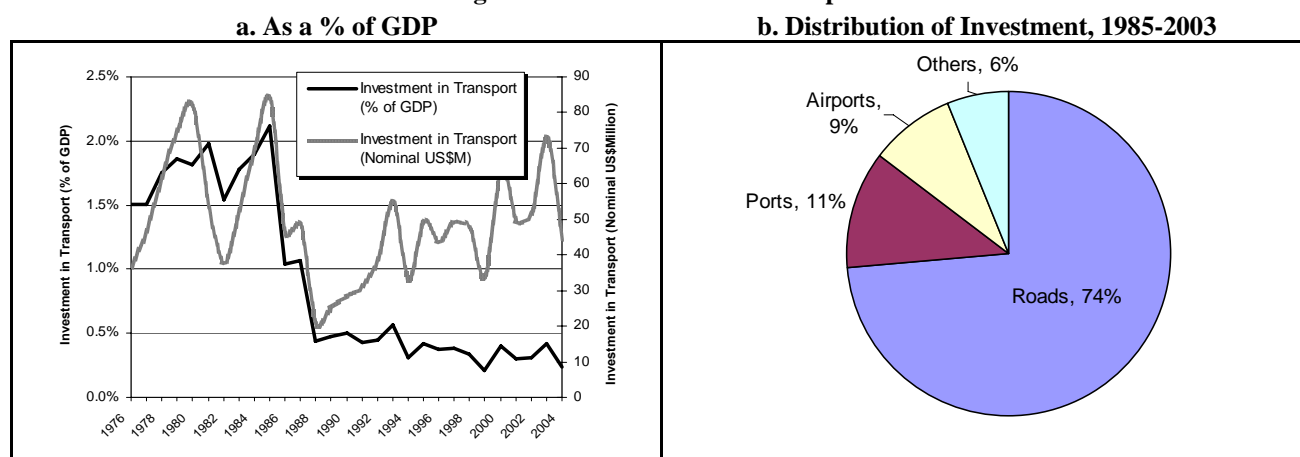 a. As a % of GDP
b. Distribution of Investment, 1985-2003
Investment in Transport (% of GDP)
2.5%
2.0%
1.5%
1.0%
0.5%
0.0%
Investment in Transport
(% of GDP)
Investment in Transport
(Nominal US$M)
90
80
70
60
50
40
30
20
10
0
Investment in Transport (Nominal US$Million)
1976
1978
1980
1982
1984
1986
1988
1990
1992
1994
1996
1998
2000
2002
2004
Others, 6%
Airports,
9%
Ports, 11%
Roads, 74%